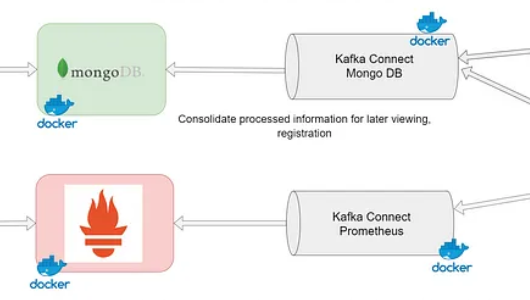 docker
Kafka Connect
Mongo DB
mongoDB
docker
Consolidate processed information for later viewing,
registration
Kafka Connect
Prometheus
docker
docker